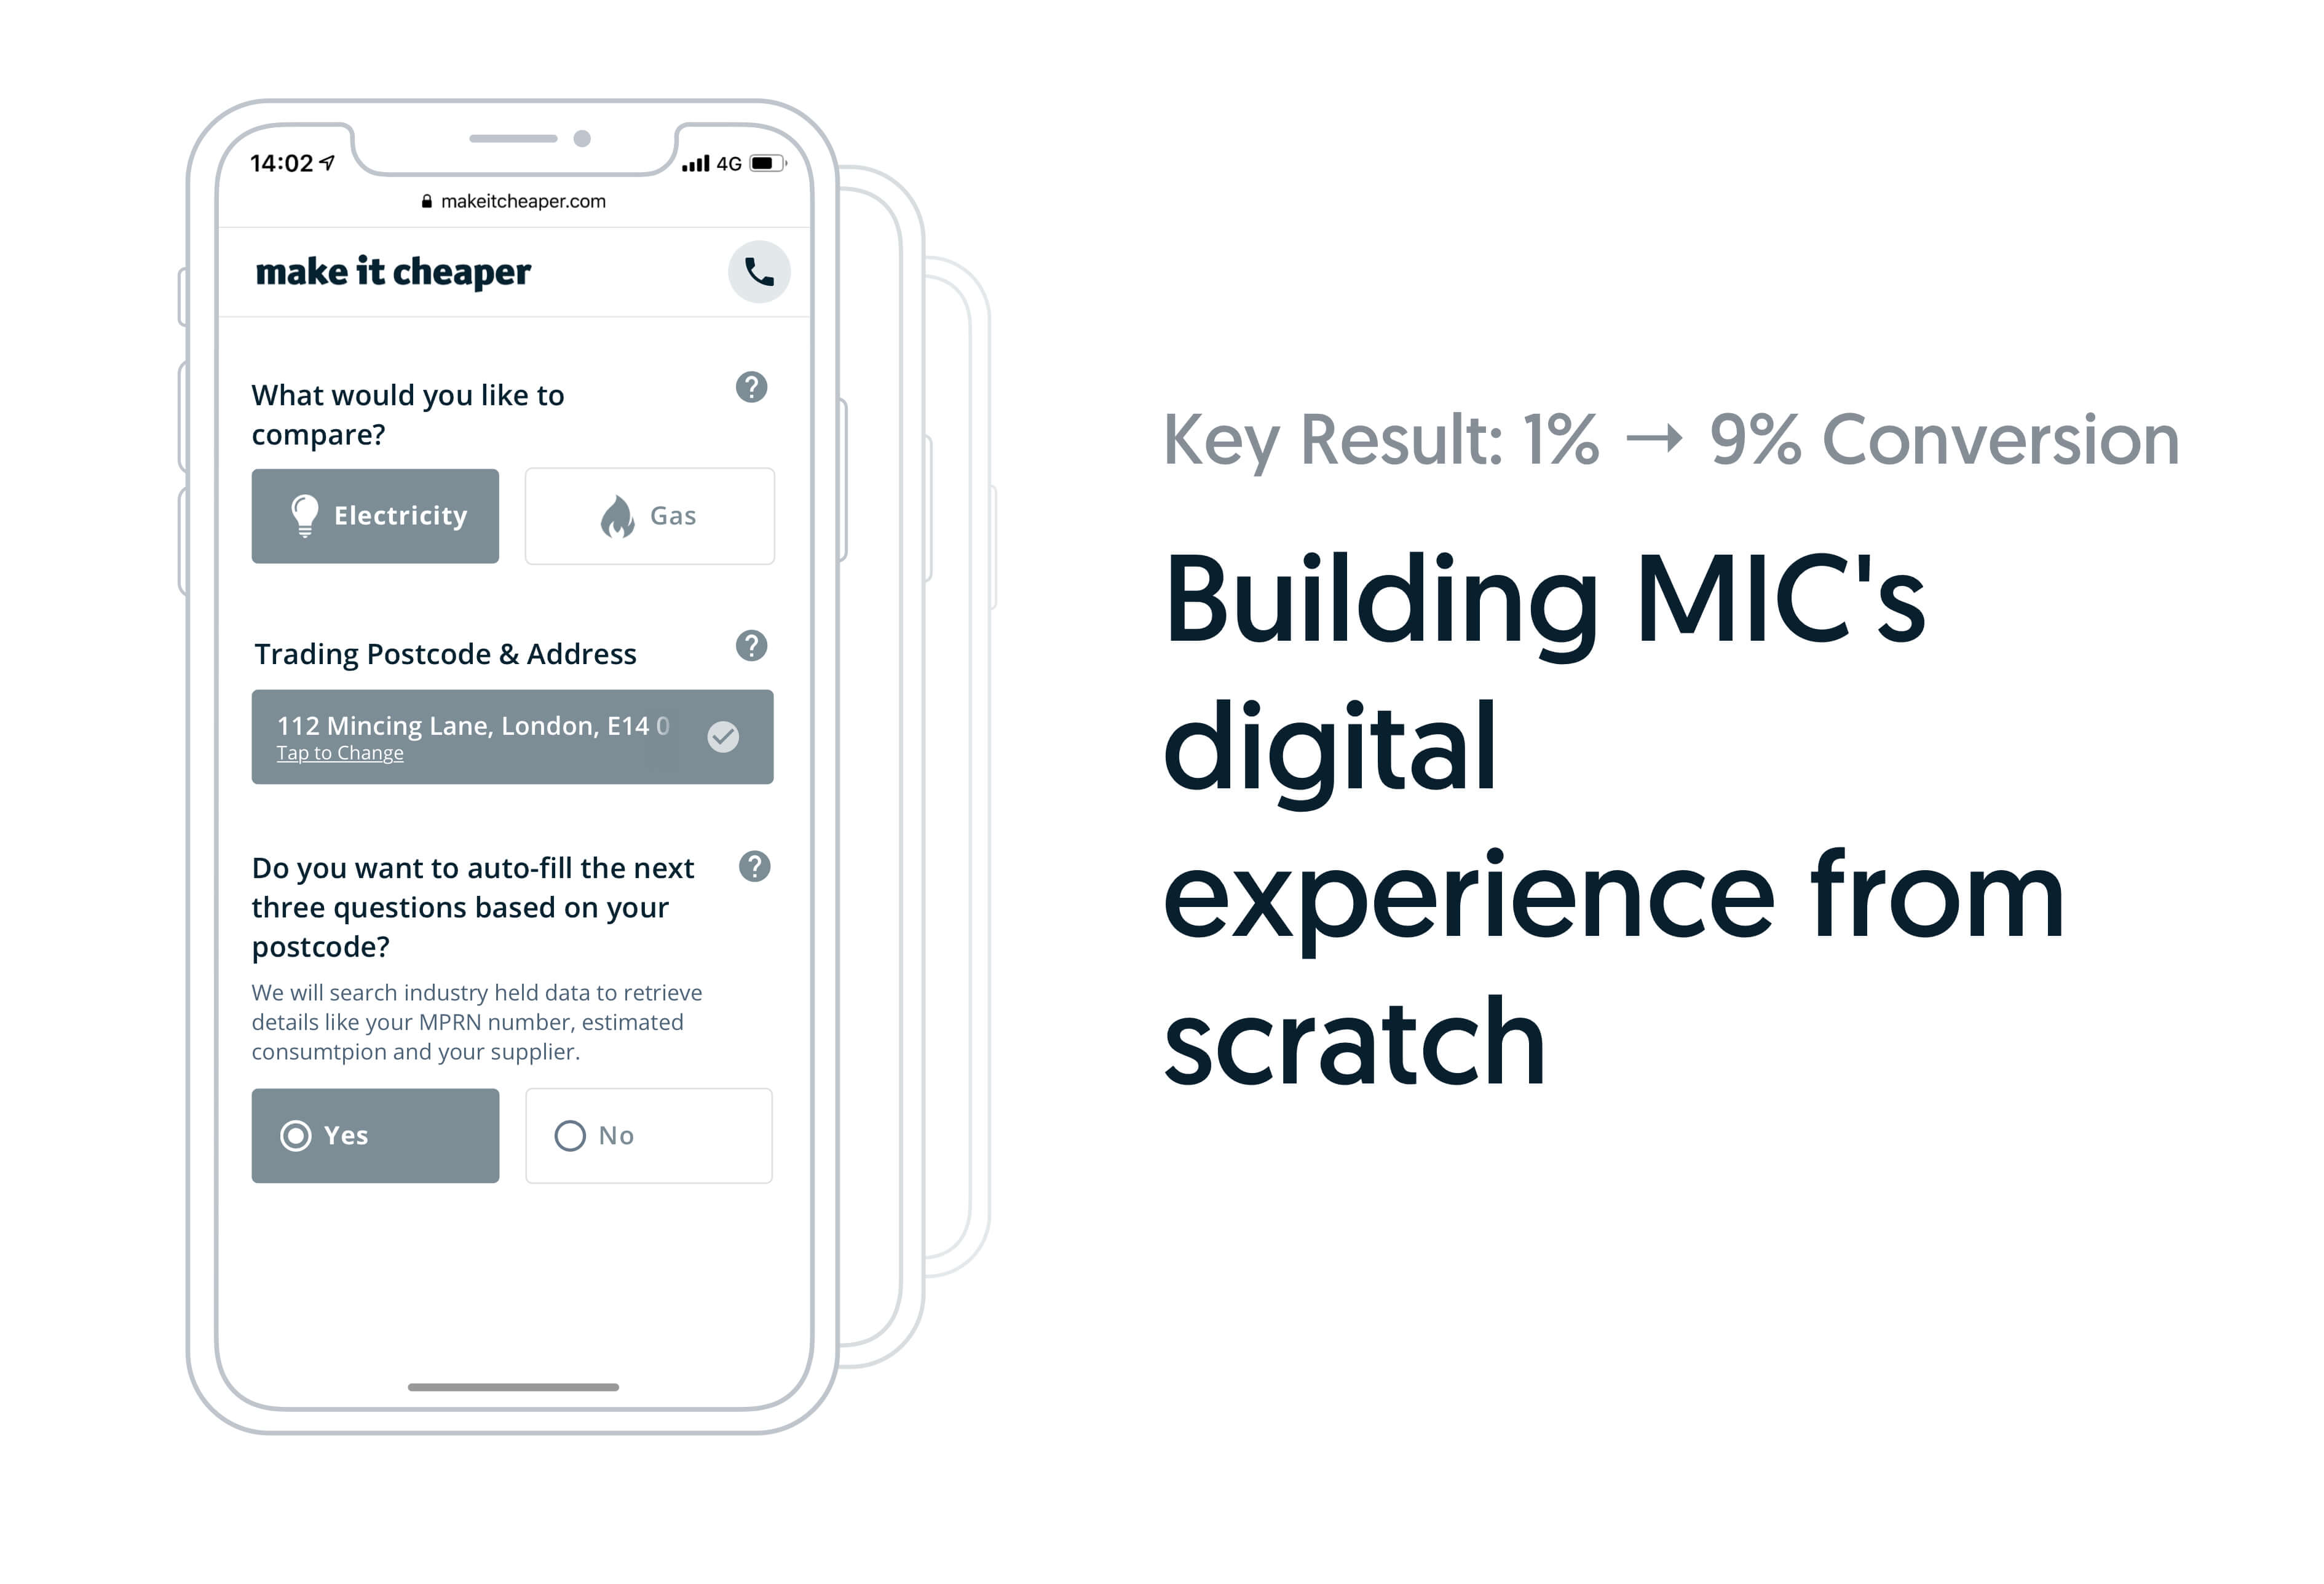 14:02
4G
makeitcheaper.com
make it cheaper
What would you like to
compare?
Electricity
Gas
Trading Postcode & Address
112 Mincing Lane, London, E14 0
Tap to Change
Do you want to auto-fill the next
three questions based on your
postcode?
We will search industry held data to retrieve
details like your MPRN number, estimated
consumtpion and your supplier.
Yes
No
Key Result: 1% → 9% Conversion
Building MIC's
digital
experience from
scratch